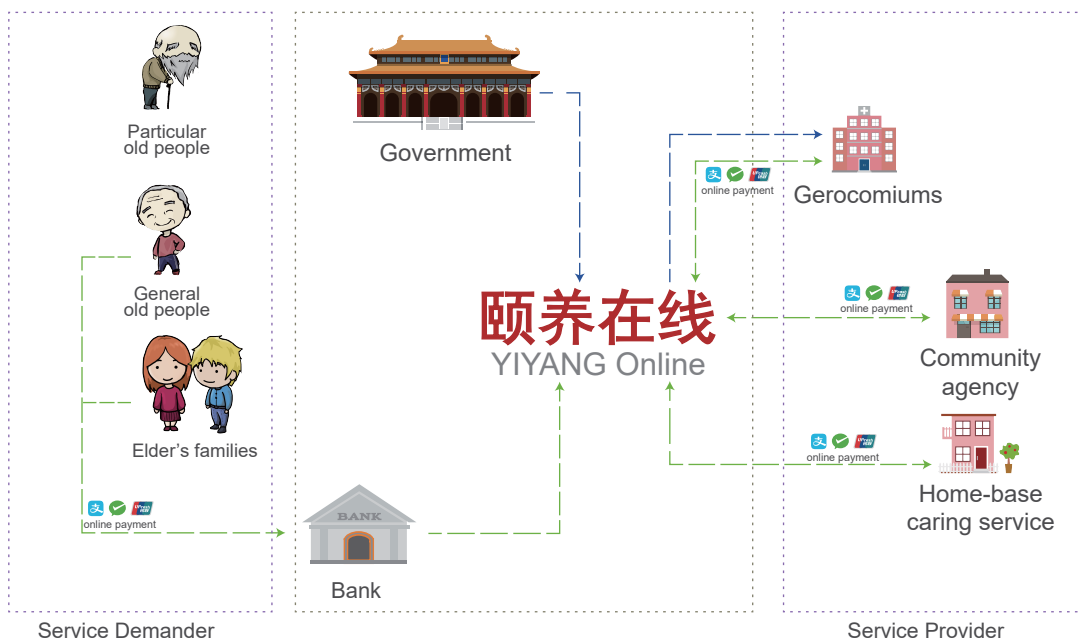 Particular
old people
General
old people
Elder's families
online payment
Service Demander
Government
颐养在线
YIYANG Online
BANK
Bank
online payment
Gerocomiums
online payment
Community
agency
online payment
Home-base
caring service
Service Provider